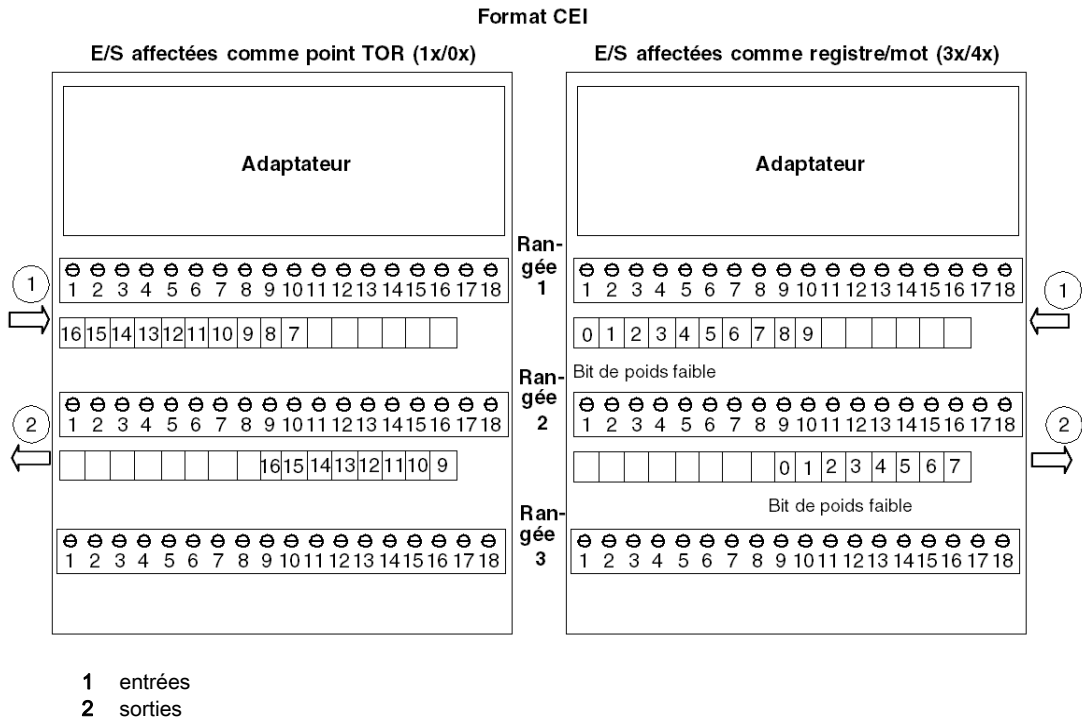 Format CEI
E/S affectées comme point TOR (1x/0x)
E/S affectées comme registre/mot (3x/4x)
Adaptateur
Adaptateur
Ran-
gée
1
1
1 2 3 4 5 6 7 8 9 10 11 12 13 14 15 16 17 18
1 2 3 4 5 6 7 8 9 10 11 12 13 14 15 16 17 18
1
16 15 14 13 12 11 10 9 8 7
0 1 2 3 4 5 6 7 8 9
Bit de poids faible
Ran-
gée
2
2
1 2 3 4 5 6 7 8 9 10 11 12 13 14 15 16 17 18
1 2 3 4 5 6 7 8 9 10 11 12 13 14 15 16 17 18
2
16 15 14 13 12 11 10 9
0 1 2 3 4 5 6 7
Bit de poids faible
Ran-
gée
3
1 2 3 4 5 6 7 8 9 10 11 12 13 14 15 16 17 18
1 2 3 4 5 6 7 8 9 10 11 12 13 14 15 16 17 18
1 entrées
2 sorties